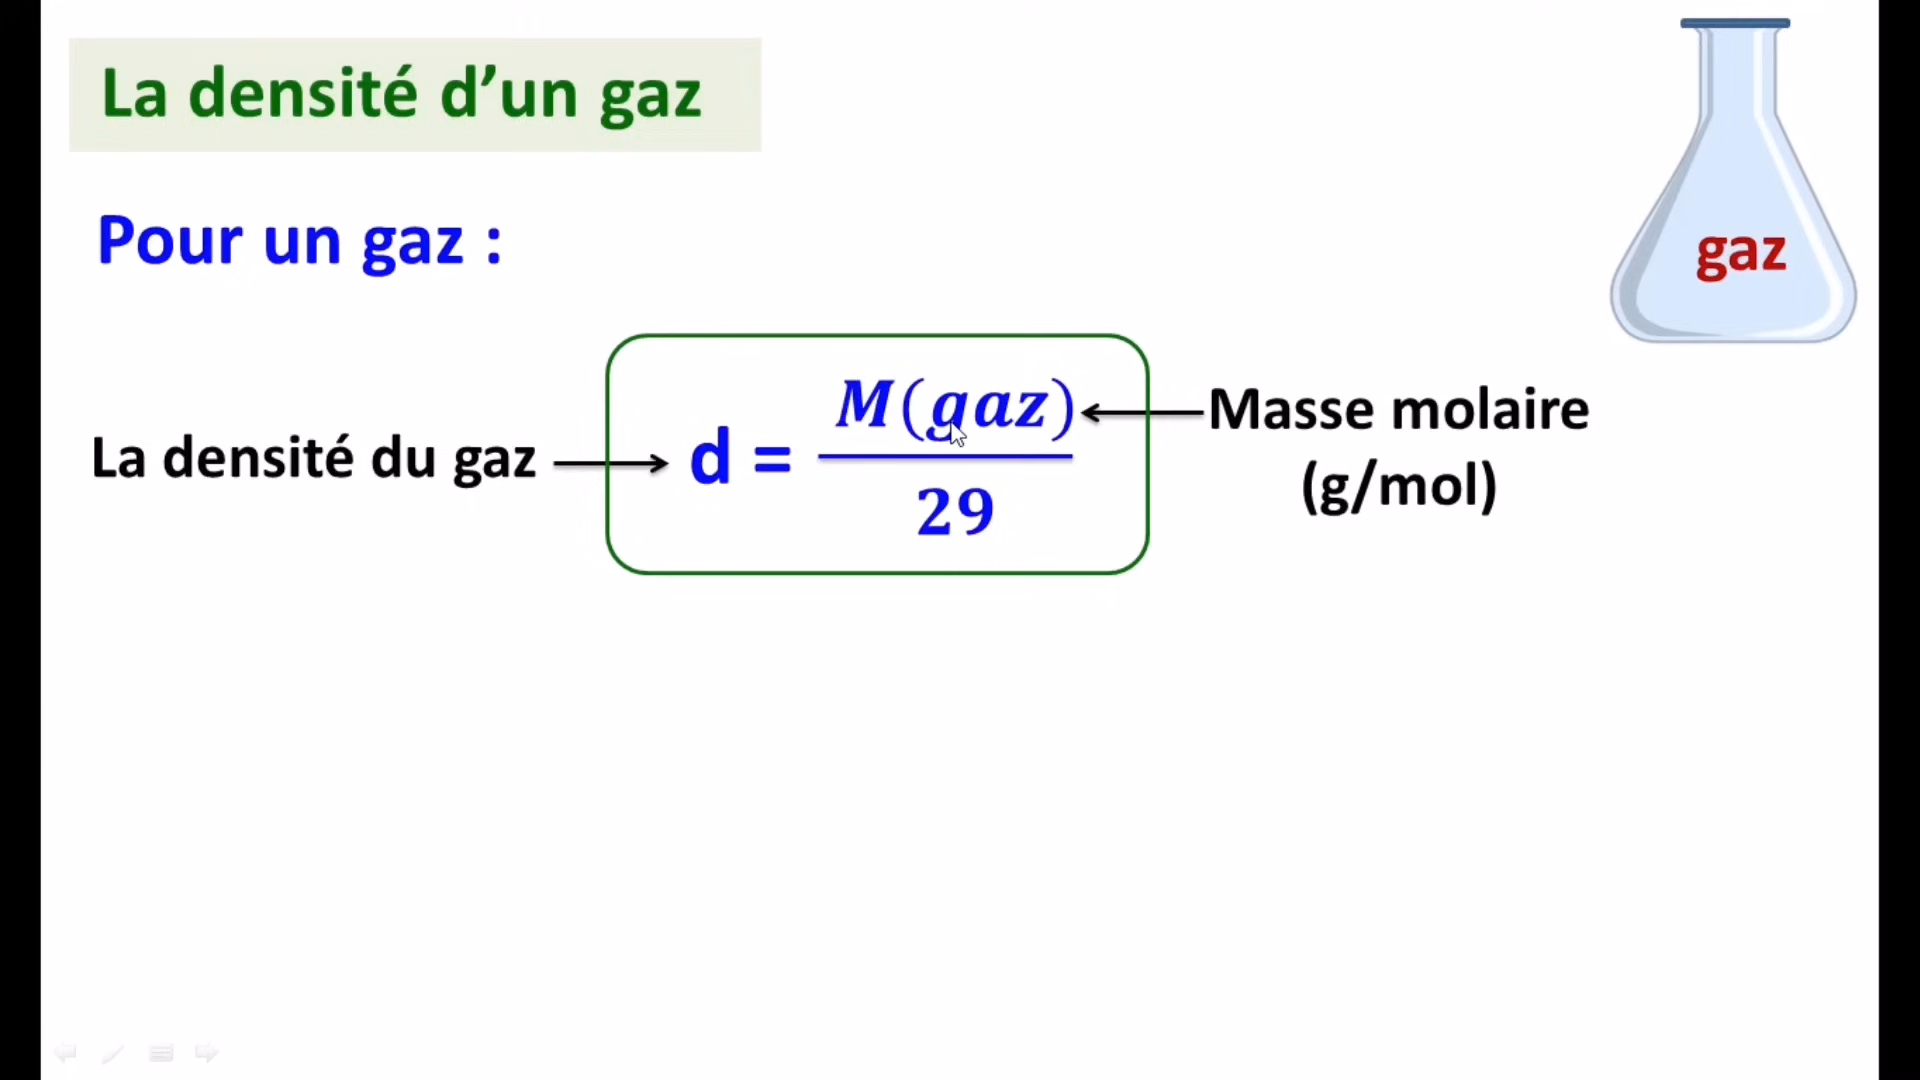 La densité d’un gaz
Pour un gaz :
gaz
La densité du gaz
d = M(gaz) / 29
Masse molaire
(g/mol)